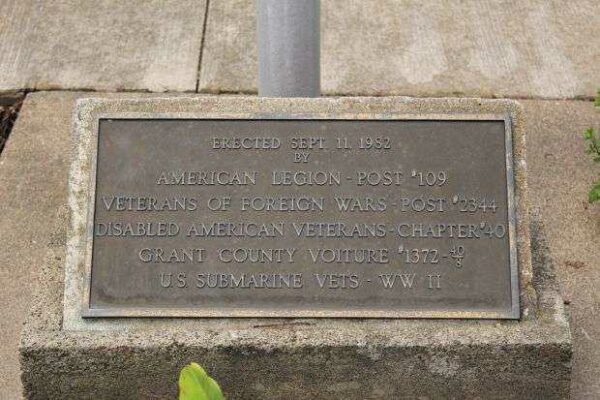 ERECTED SEPT. 11, 1982
BY
AMERICAN LEGION - POST #109
VETERANS OF FOREIGN WARS - POST #2344
DISABLED AMERICAN VETERANS - CHAPTER #40
GRANT COUNTY VOITURE #1372 - 40/8
U.S. SUBMARINE VETS - WW II